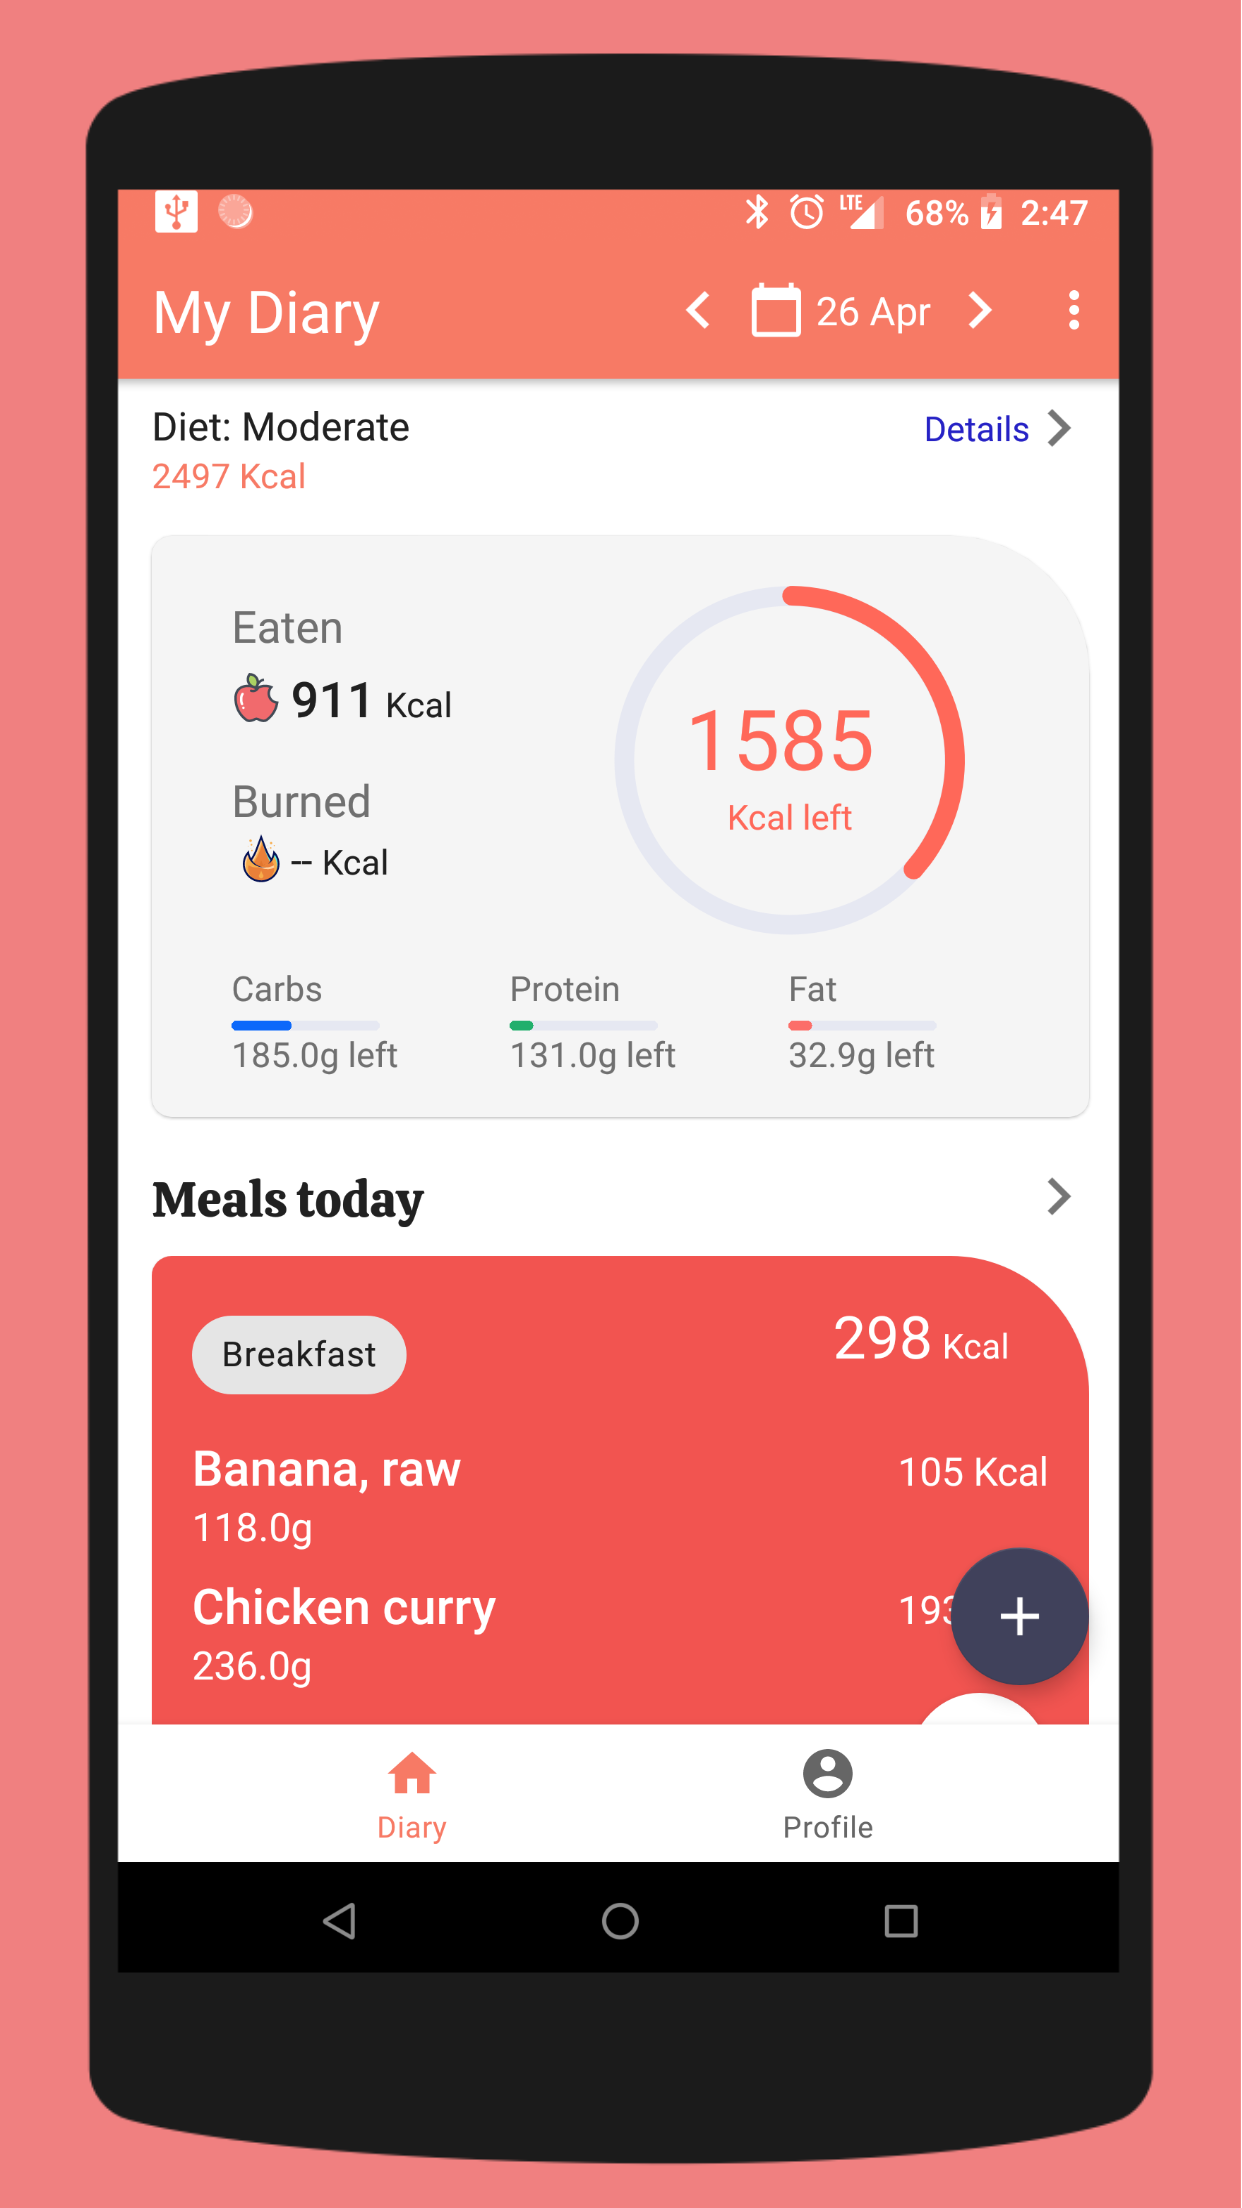 LTE 68% 2:47
My Diary 26 Apr
Diet: Moderate Details
2497 Kcal
Eaten
911 Kcal
1585
Kcal left
Burned
-- Kcal
Carbs Protein Fat
185.0g left 131.0g left 32.9g left
Meals today
Breakfast 298 Kcal
Banana, raw 105 Kcal
118.0g
Chicken curry
236.0g
Diary Profile